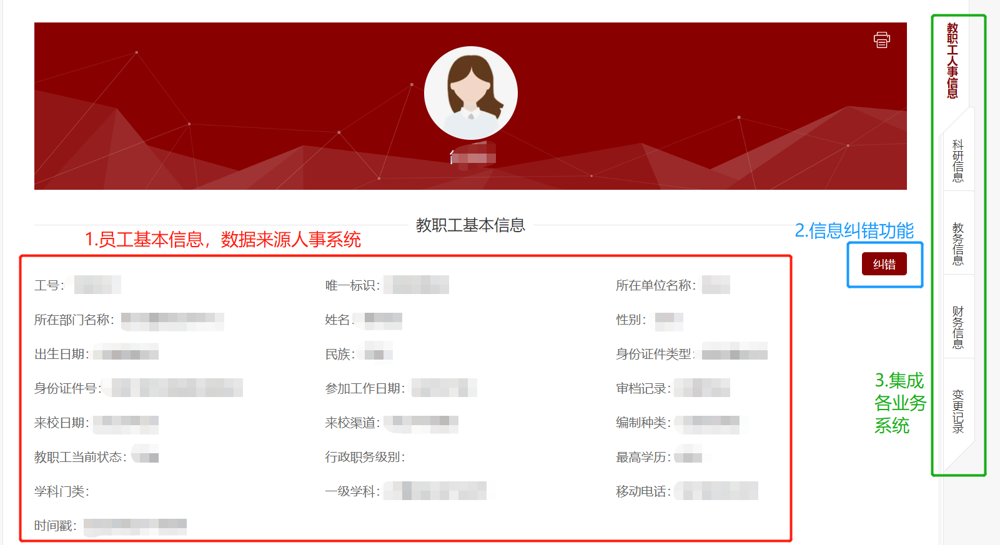 教职工人事信息
科研信息
教务信息
财务信息
变更记录
教职工基本信息
1.员工基本信息，数据来源人事系统
2.信息纠错功能
纠错
工号：
唯一标识：
所在单位名称：
所在部门名称：
姓名
性别：
出生日期：
民族：
身份证件类型：
身份证件号：
参加工作日期：
审档记录：
来校日期：
来校渠道：
编制种类：
教职工当前状态：
行政职务级别：
最高学历：
学科门类：
一级学科：
移动电话：
时间戳：
3.集成
各业务
系统